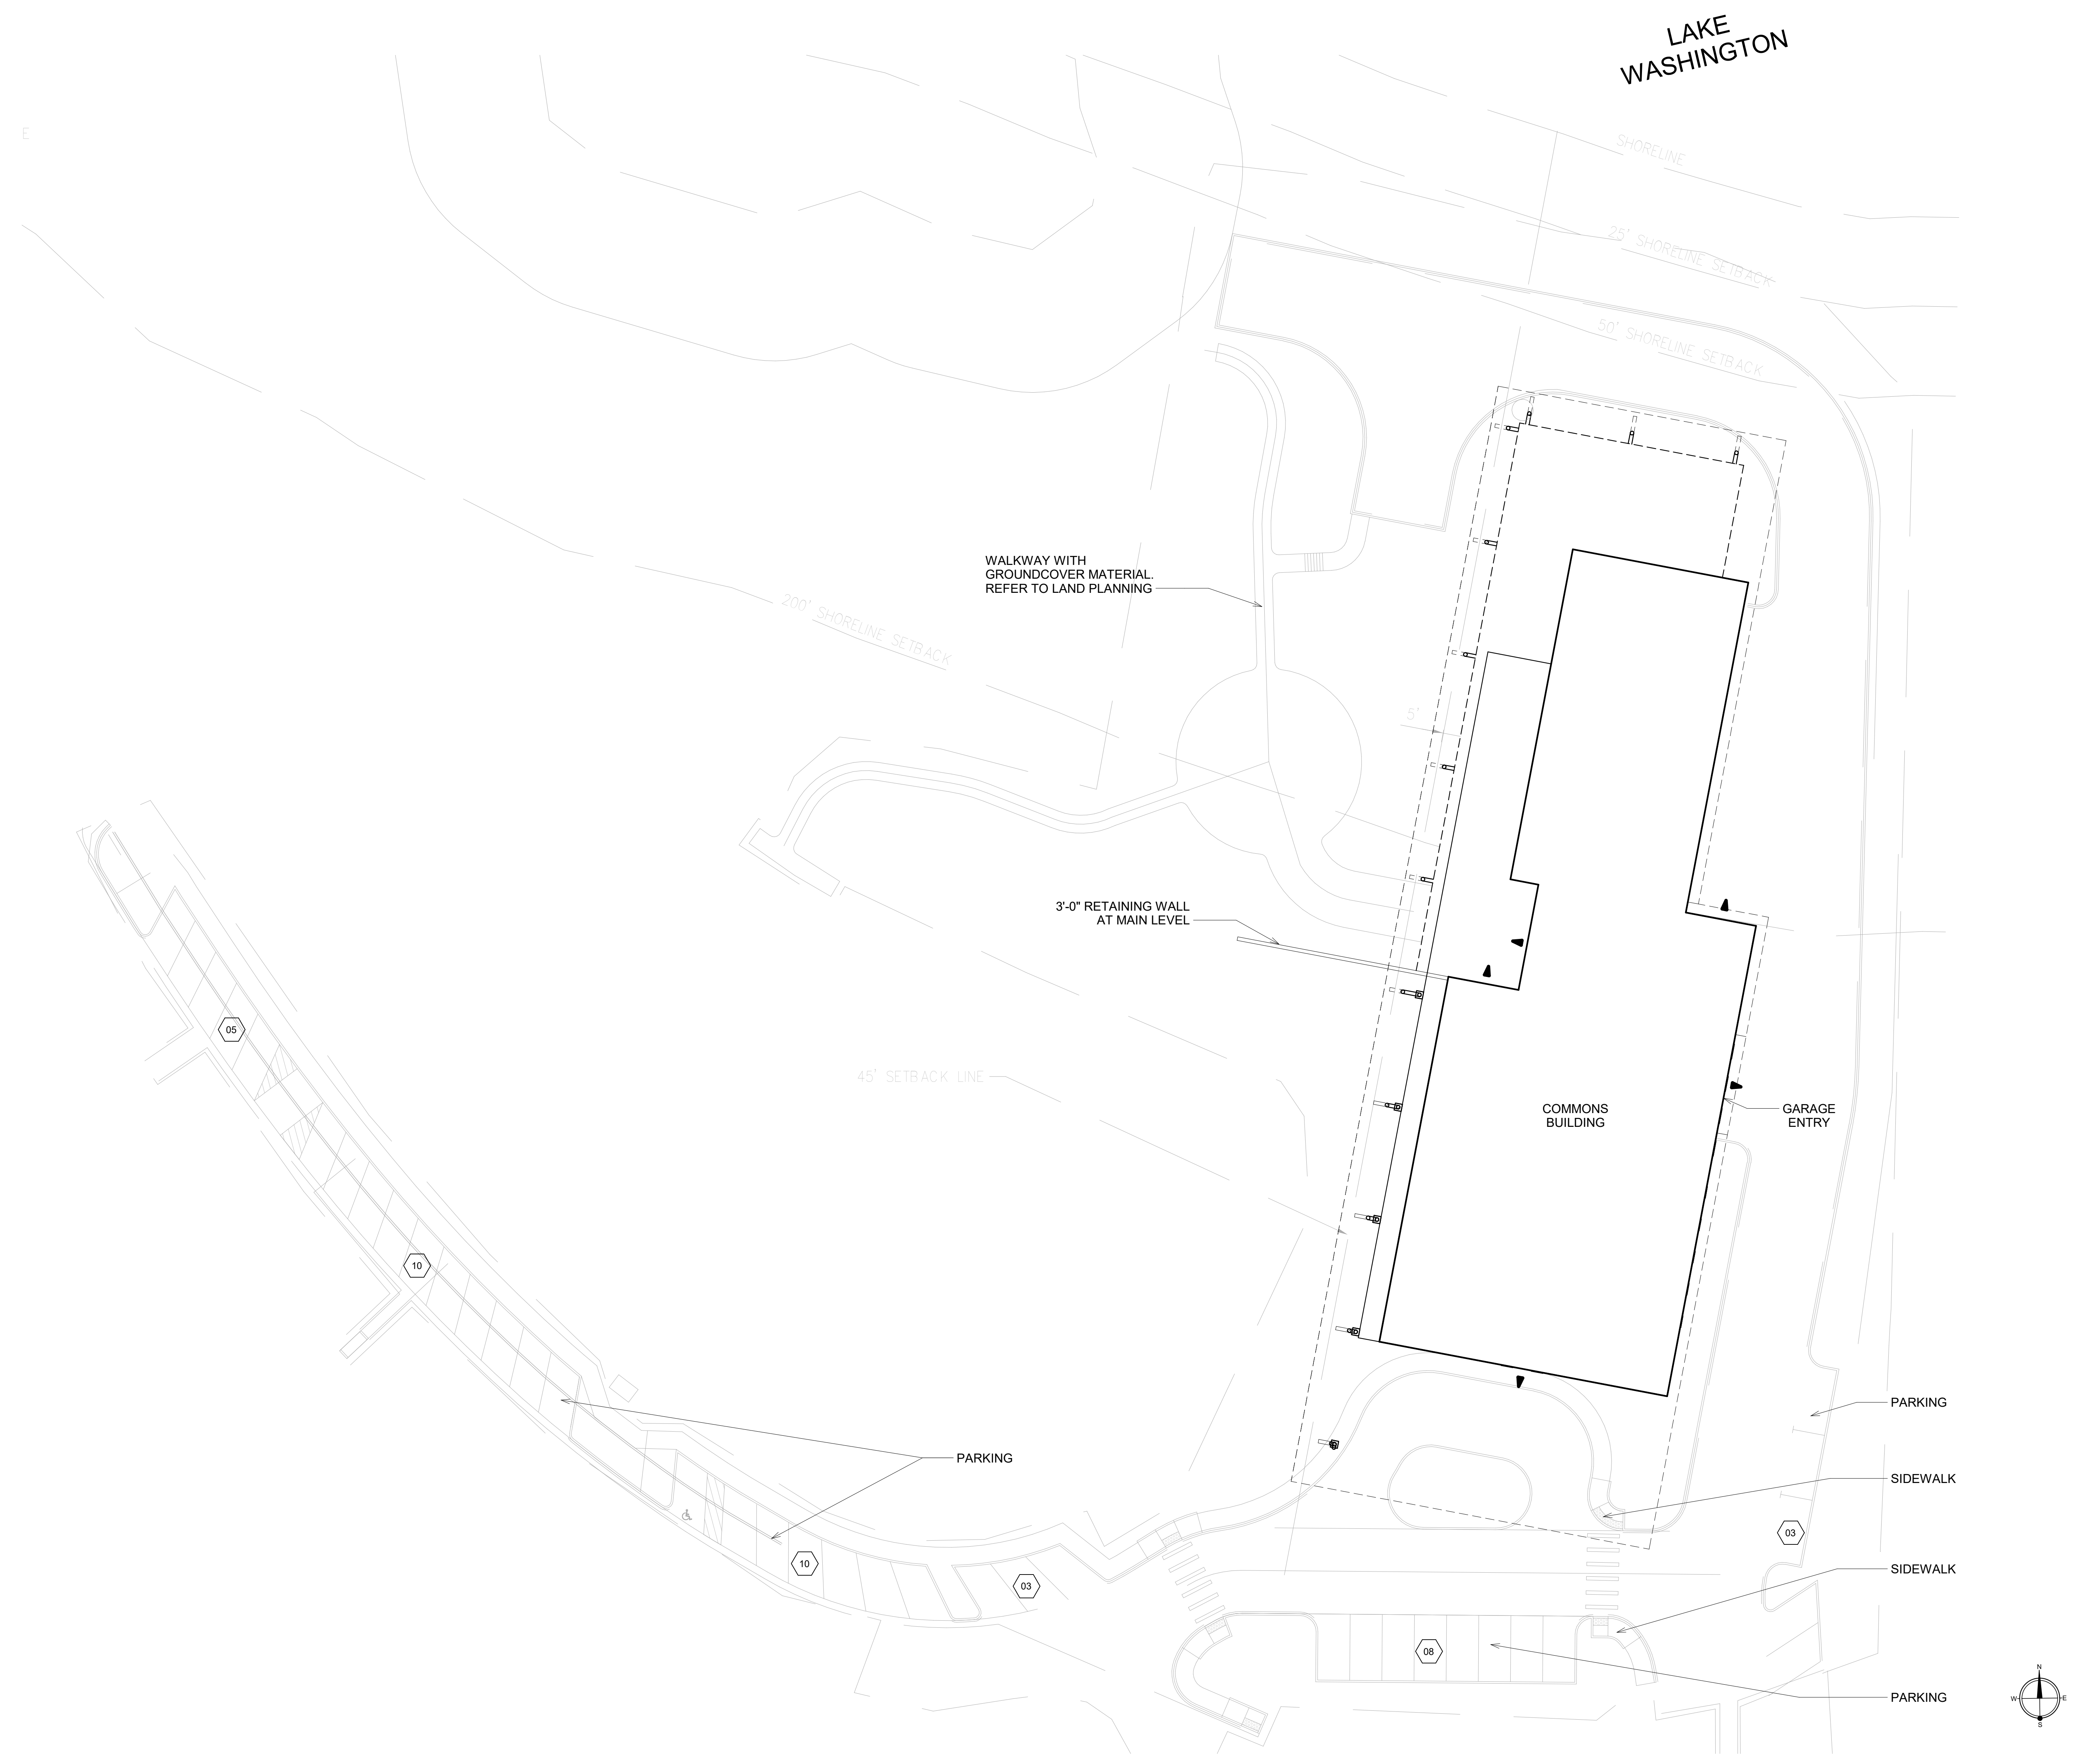 LAKE
WASHINGTON
E
SHORELINE
25' SHORELINE SETBACK
50' SHORELINE SETBACK
WALKWAY WITH
GROUNDCOVER MATERIAL.
REFER TO LAND PLANNING
200' SHORELINE SETBACK
5'
3'-0" RETAINING WALL
AT MAIN LEVEL
05
45' SETBACK LINE
COMMONS
BUILDING
GARAGE
ENTRY
10
PARKING
PARKING
SIDEWALK
03
10
SIDEWALK
03
08
PARKING
N
W
E
S